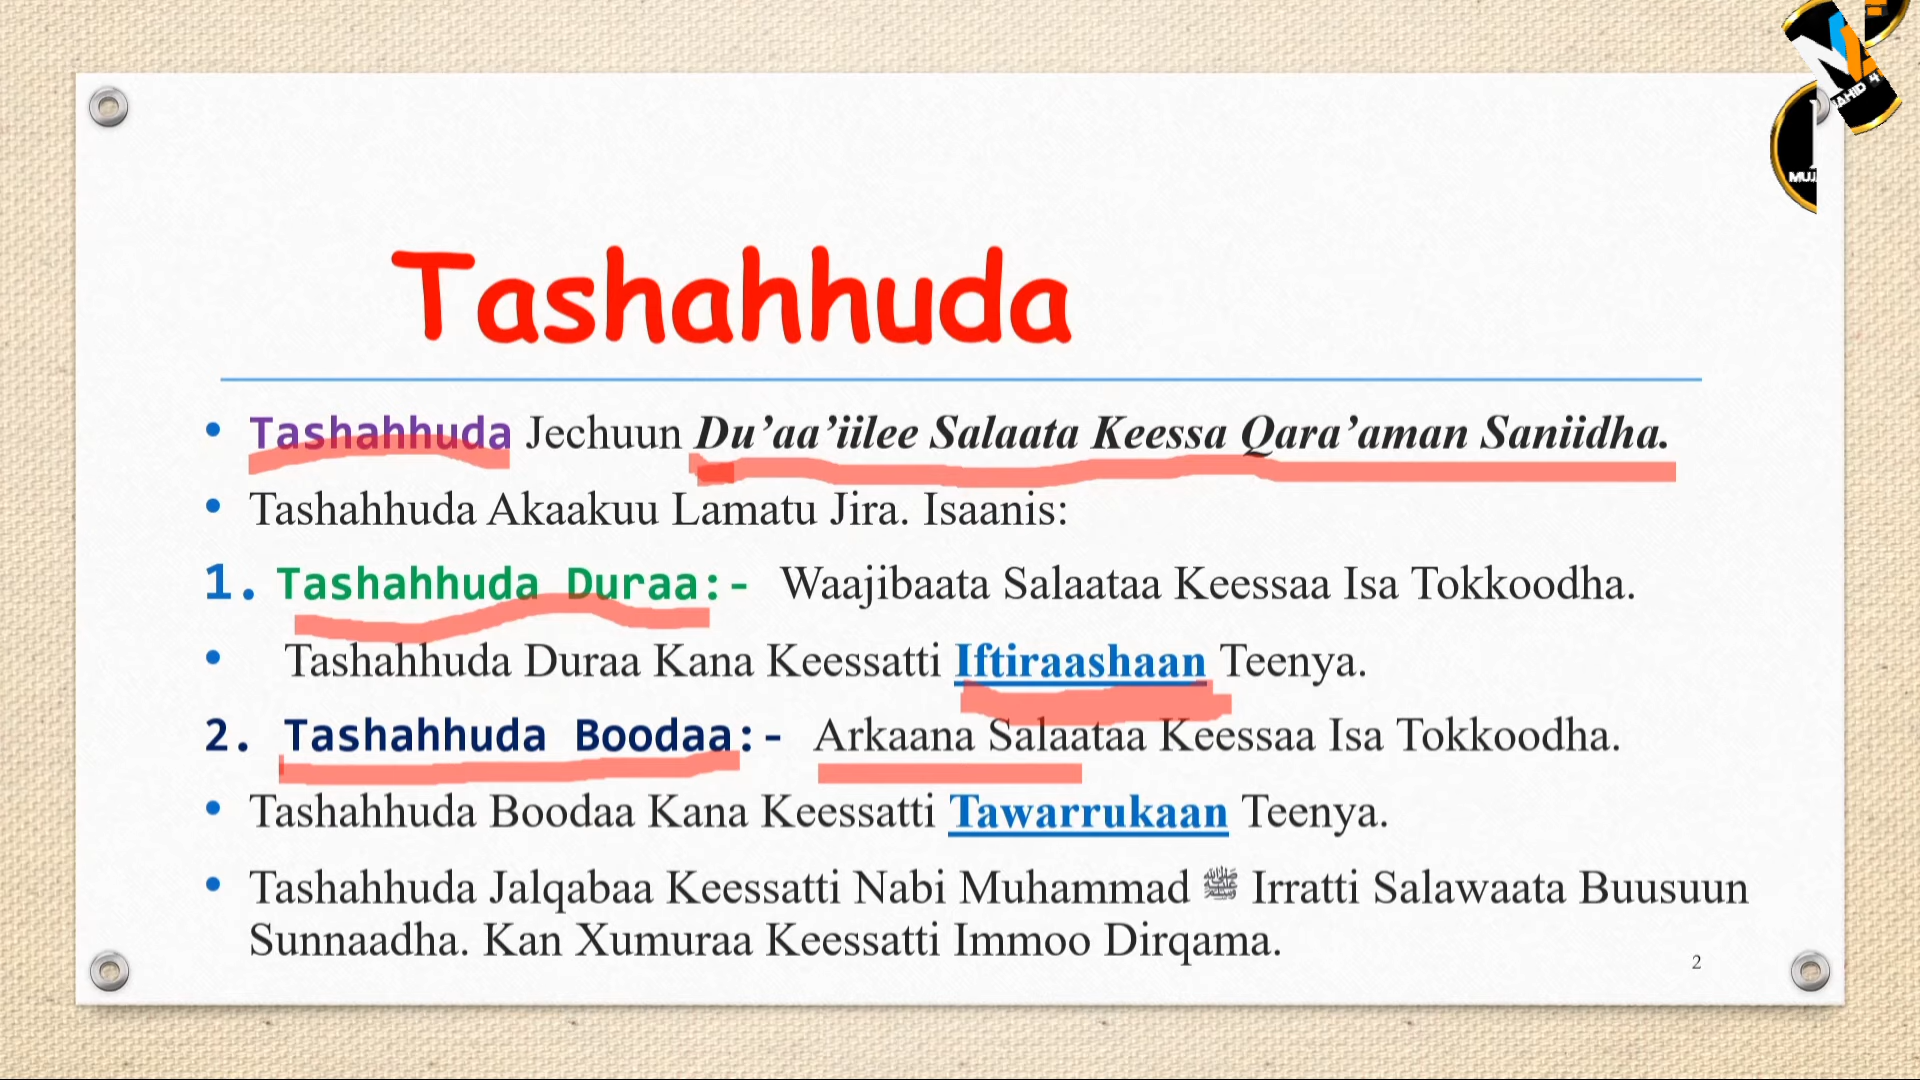 Tashahhuda
• Tashahhuda Jechuun Du’aa’iilee Salaata Keessa Qara’aman Saniidha.
• Tashahhuda Akaakuu Lamatu Jira. Isaanis:
1. Tashahhuda Duraa:- Waajibaata Salaataa Keessaa Isa Tokkoodha.
• Tashahhuda Duraa Kana Keessatti Iftiraashaan Teenya.
2. Tashahhuda Boodaa:- Arkaana Salaataa Keessaa Isa Tokkoodha.
• Tashahhuda Boodaa Kana Keessatti Tawarrukaan Teenya.
• Tashahhuda Jalqabaa Keessatti Nabi Muhammad ﷺ Irratti Salawaata Buusuun
Sunnaadha. Kan Xumuraa Keessatti Immoo Dirqama.
2